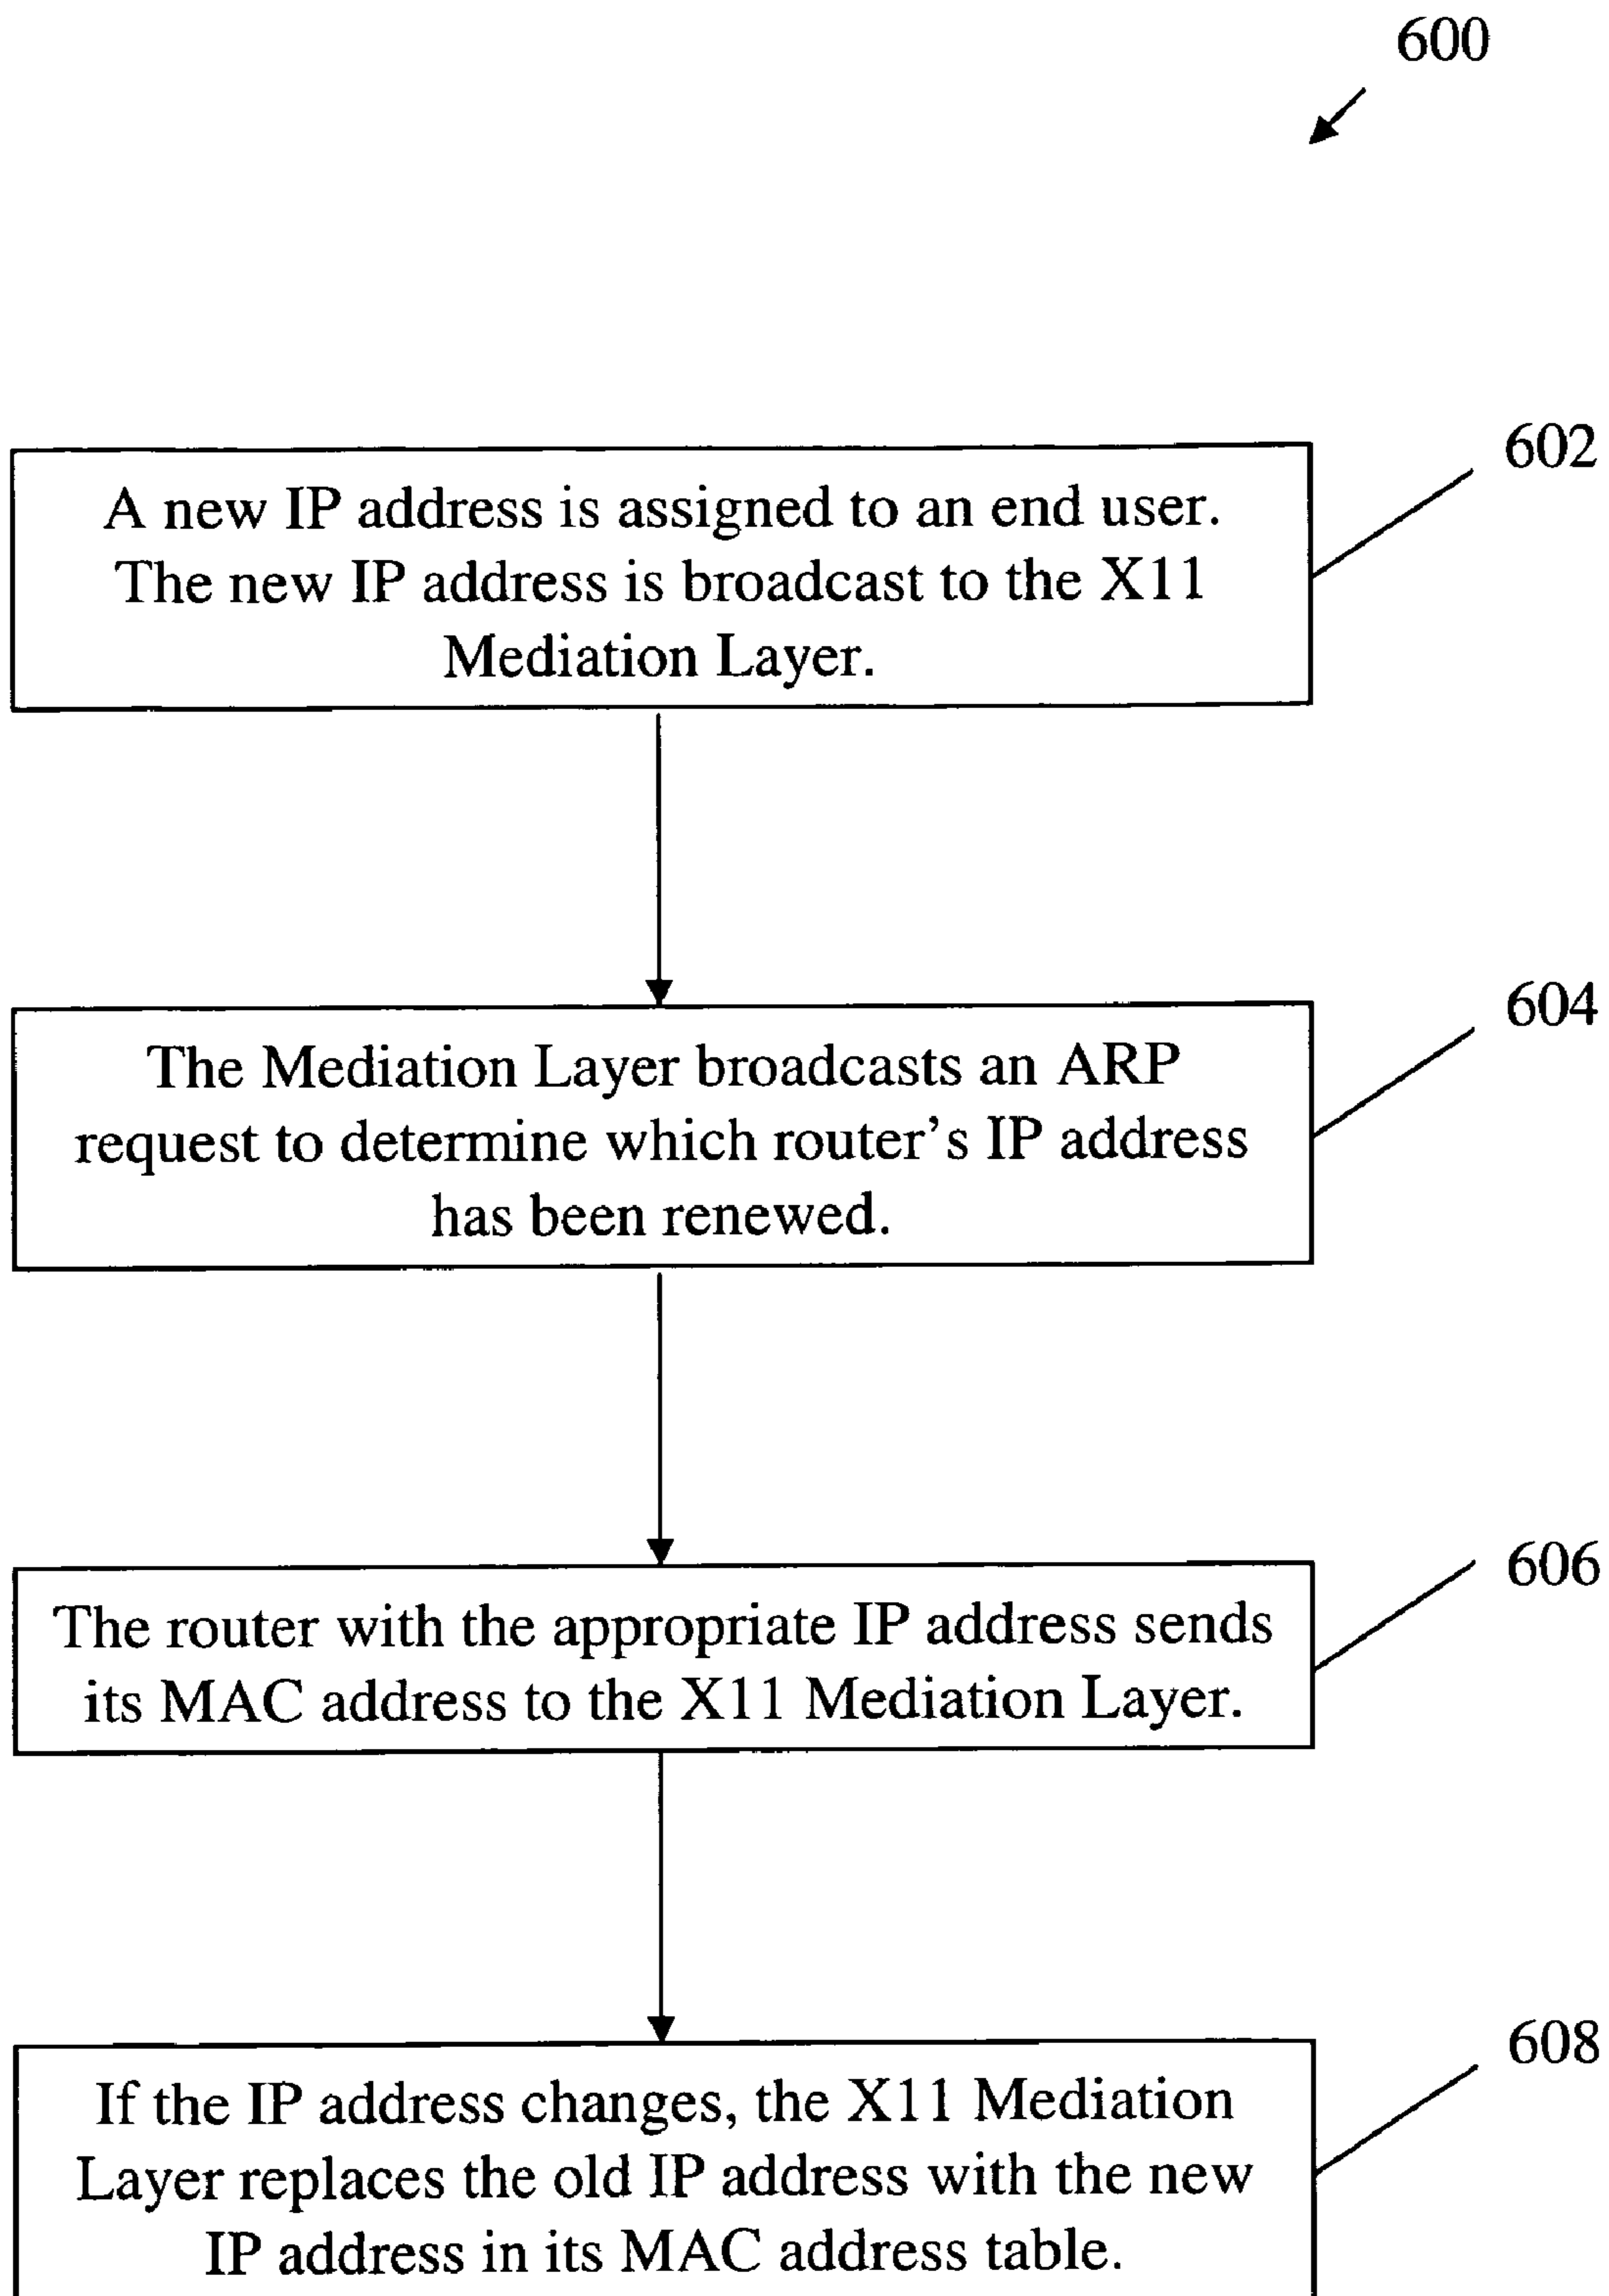 600
602
A new IP address is assigned to an end user.
The new IP address is broadcast to the X11
Mediation Layer.
604
The Mediation Layer broadcasts an ARP
request to determine which router's IP address
has been renewed.
606
The router with the appropriate IP address sends
its MAC address to the X11 Mediation Layer.
608
If the IP address changes, the X11 Mediation
Layer replaces the old IP address with the new
IP address in its MAC address table.